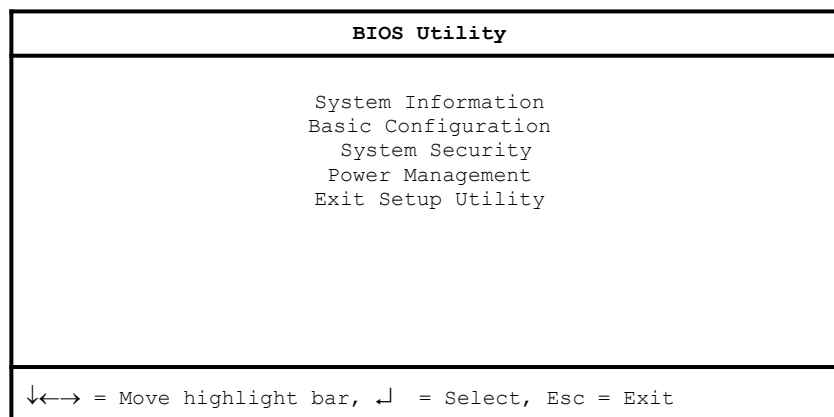 BIOS Utility
System Information
Basic Configuration
System Security
Power Management
Exit Setup Utility
↓←→ = Move highlight bar, ↵ = Select, Esc = Exit